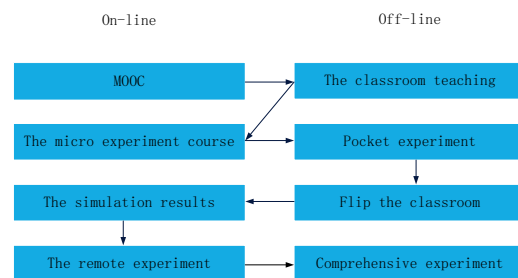 On-line
Off-line
MOOC
The classroom teaching
The micro experiment course
Pocket experiment
The simulation results
Flip the classroom
The remote experiment
Comprehensive experiment